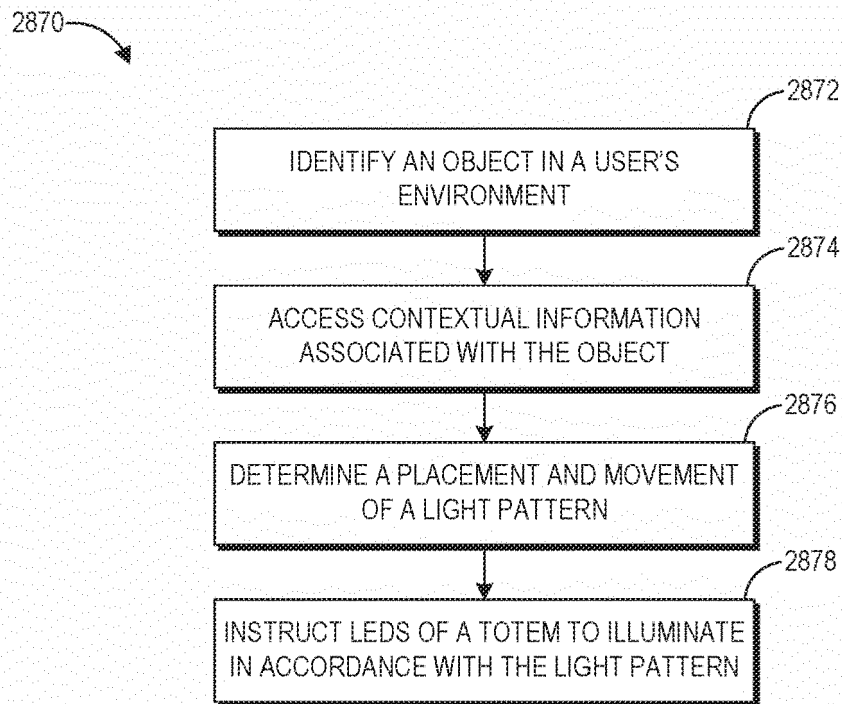 2870
2872
IDENTIFY AN OBJECT IN A USER'S
ENVIRONMENT
2874
ACCESS CONTEXTUAL INFORMATION
ASSOCIATED WITH THE OBJECT
2876
DETERMINE A PLACEMENT AND MOVEMENT
OF A LIGHT PATTERN
2878
INSTRUCT LEDS OF A TOTEM TO ILLUMINATE
IN ACCORDANCE WITH THE LIGHT PATTERN